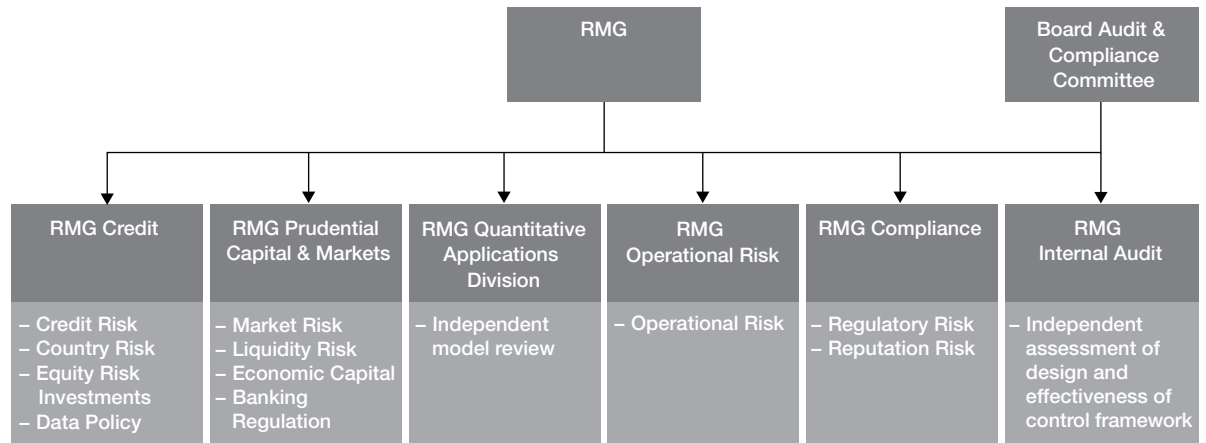 RMG
Board Audit &
Compliance
Committee
RMG Credit
– Credit Risk
– Country Risk
– Equity Risk
Investments
– Data Policy
RMG Prudential
Capital & Markets
– Market Risk
– Liquidity Risk
– Economic Capital
– Banking
Regulation
RMG Quantitative
Applications
Division
– Independent
model review
RMG
Operational Risk
– Operational Risk
RMG Compliance
– Regulatory Risk
– Reputation Risk
RMG
Internal Audit
– Independent
assessment of
design and
effectiveness of
control framework